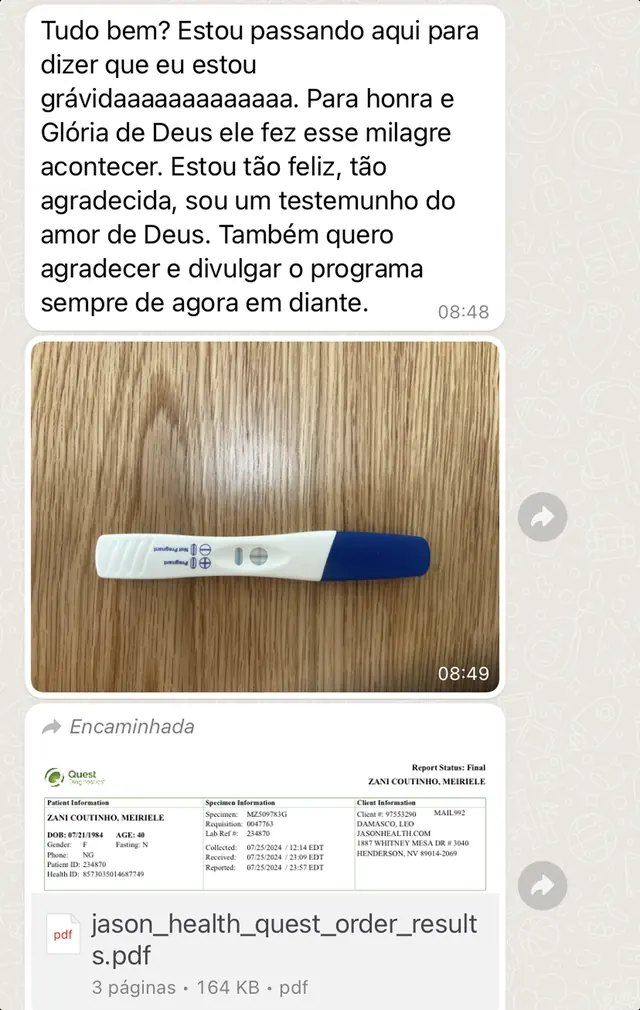 Tudo bem? Estou passando aqui para
dizer que eu estou
grávidaaaaaaaaaaaaaa. Para honra e
Glória de Deus ele fez esse milagre
acontecer. Estou tão feliz, tão
agradecida, sou um testemunho do
amor de Deus. Também quero
agradecer e divulgar o programa
sempre de agora em diante.
08:48
Not Pregnant
Pregnant
08:49
Encaminhada
Quest
Diagnostics
Report Status: Final
ZANI COUTINHO, MEIRIELE
Patient Information
ZANI COUTINHO, MEIRIELE
DOB: 07/21/1984 AGE: 40
Gender: F Fasting: N
Phone: NG
Patient ID: 234870
Health ID: 8573035014687749
Specimen Information
Specimen: MZ509783G
Requisition: 0047763
Lab Ref #: 234870
Collected: 07/25/2024 / 12:14 EDT
Received: 07/25/2024 / 23:09 EDT
Reported: 07/25/2024 / 23:57 EDT
Client Information
Client #: 97553290 MAIL992
DAMASCO, LEO
JASONHEALTH.COM
1887 WHITNEY MESA DR # 3040
HENDERSON, NV 89014-2069
pdf
jason_health_quest_order_result
s.pdf
3 páginas • 164 KB • pdf